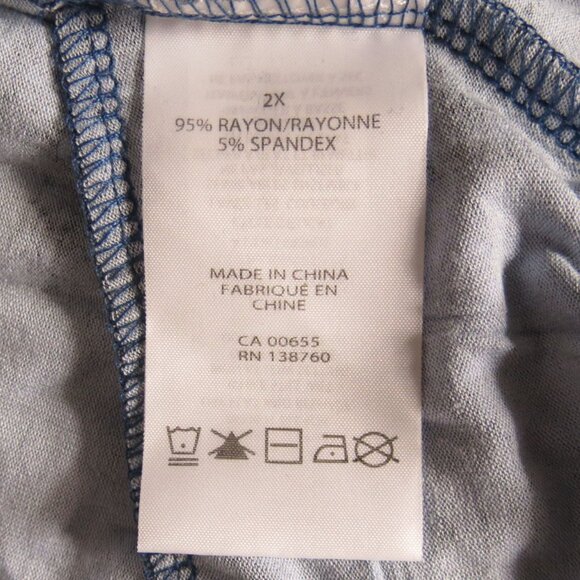 2X
95% RAYON/RAYONNE
5% SPANDEX
MADE IN CHINA
FABRIQUÉ EN
CHINE
CA 00655
RN 138760